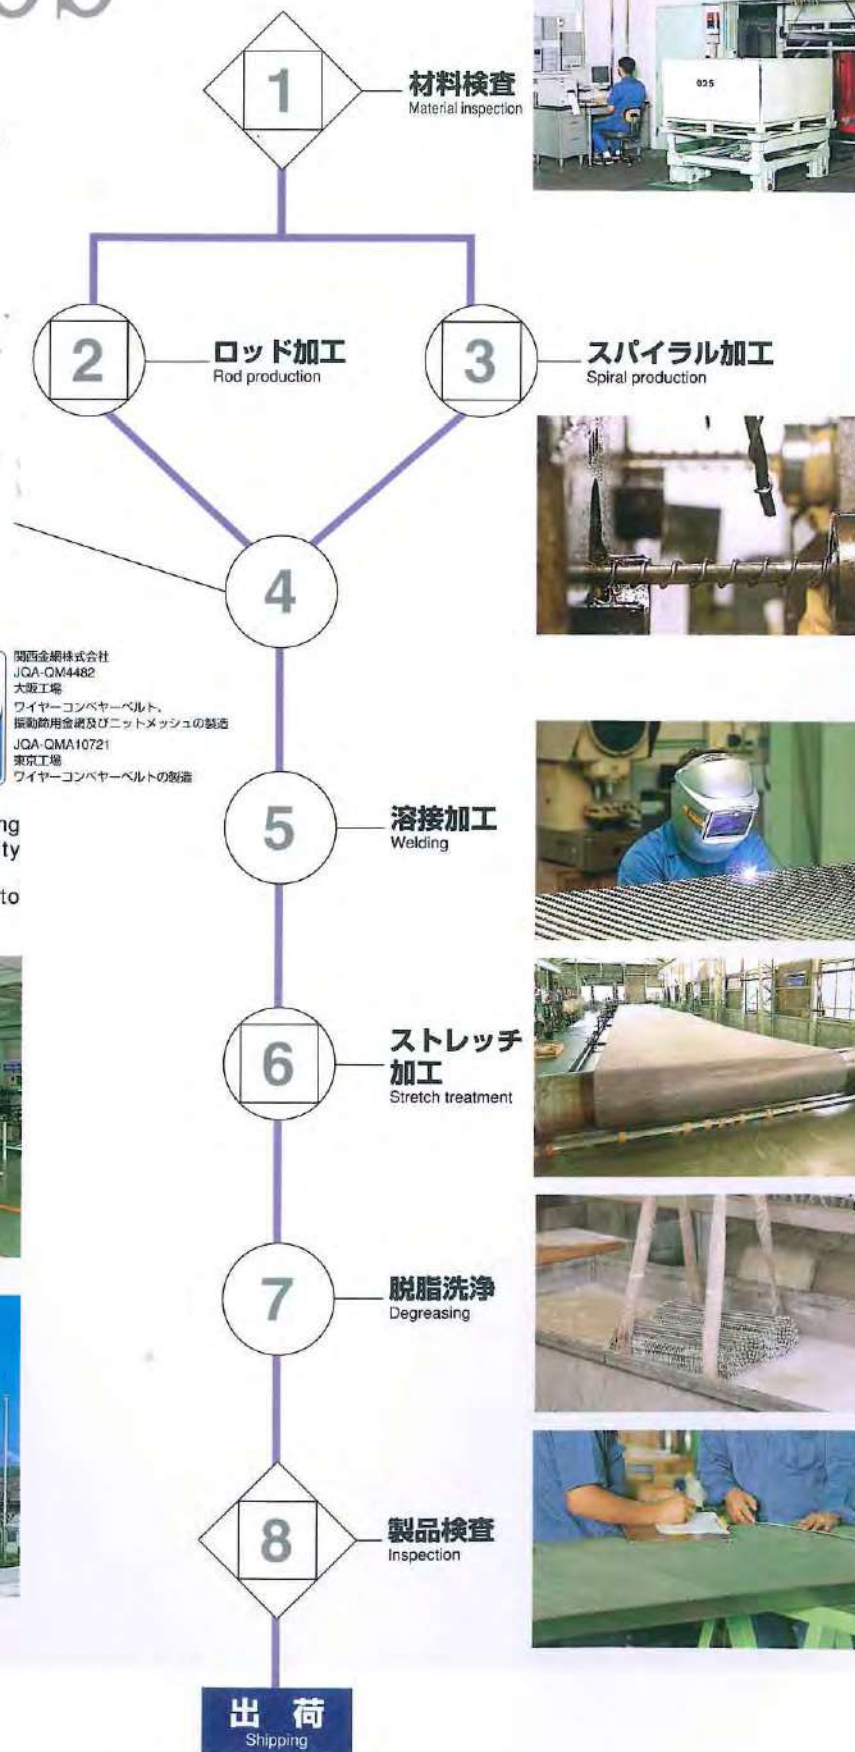 1
材料検査
Material inspection
025
2
ロッド加工
Rod production
3
スパイラル加工
Spiral production
4
関西金網株式会社
JQA-QM4482
大阪工場
ワイヤーコンベヤーベルト、
振動篩用金網及びニットメッシュの製造
JQA-QMA10721
東京工場
ワイヤーコンベヤーベルトの製造
ng
ty
to
5
溶接加工
Welding
6
ストレッチ
加工
Stretch treatment
7
脱脂洗浄
Degreasing
8
製品検査
Inspection
出 荷
Shipping